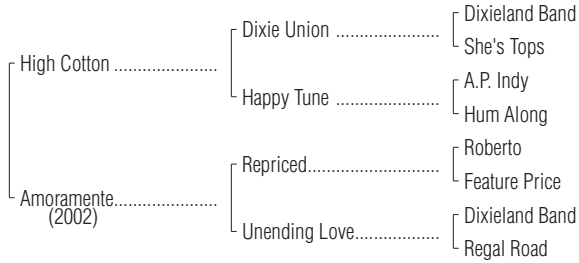 Dixieland Band
Dixie Union ....................
She's Tops
High Cotton ....................
A.P. Indy
Happy Tune ....................
Hum Along
Roberto
Repriced.........................
Feature Price
Amoramente....................
(2002)
Dixieland Band
Unending Love................
Regal Road